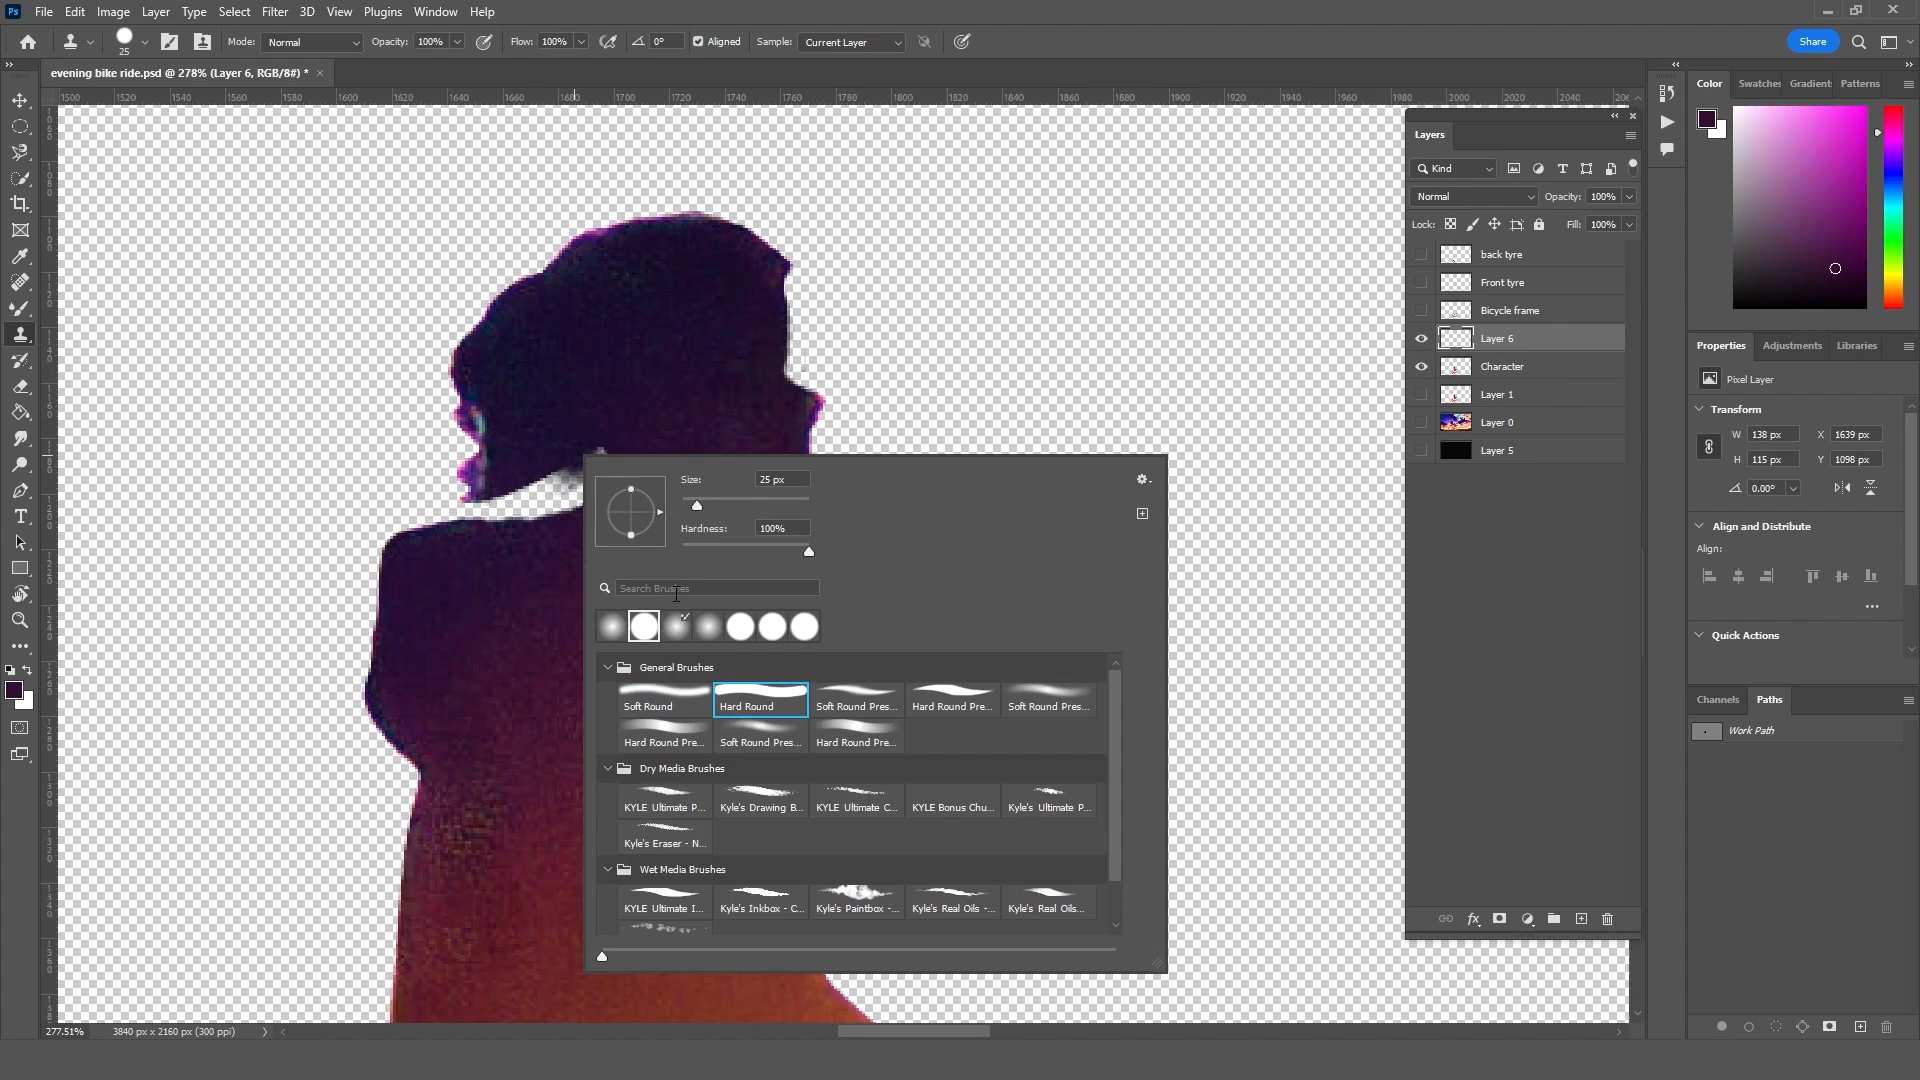 Ps File Edit Image Layer Type Select Filter 3D View Plugins Window Help
25 Mode: Normal Opacity: 100% Flow: 100% 0° Aligned Sample: Current Layer Share
evening bike ride.psd @ 278% (Layer 6, RGB/8#) * ×
1500 1520 1540 1560 1580 1600 1620 1640 1660 1680 1700 1720 1740 1760 1780 1800 1820 1840 1860 1880 1900 1920 1940 1960 1980 2000 2020 2040
Color Swatches Gradients Patterns
Layers
Kind
Normal Opacity: 100%
Lock: Fill: 100%
back tyre
Front tyre
Bicycle frame
Layer 6
Character
Layer 1
Layer 0
Layer 5
Properties Adjustments Libraries
Pixel Layer
Transform
W 138 px X 1639 px
H 115 px Y 1098 px
0.00°
Align and Distribute
Align:
Quick Actions
Channels Paths
Work Path
Size: 25 px
Hardness: 100%
Search Brushes
General Brushes
Soft Round Hard Round Soft Round Pres... Hard Round Pre... Soft Round Pres...
Hard Round Pre... Soft Round Pres... Hard Round Pre...
Dry Media Brushes
KYLE Ultimate P... Kyle's Drawing B... KYLE Ultimate C... KYLE Bonus Chu... Kyle's Ultimate P...
Kyle's Eraser - N...
Wet Media Brushes
KYLE Ultimate I... Kyle's Inkbox - C... Kyle's Paintbox -... Kyle's Real Oils -... Kyle's Real Oils...
277.51% 3840 px x 2160 px (300 ppi)